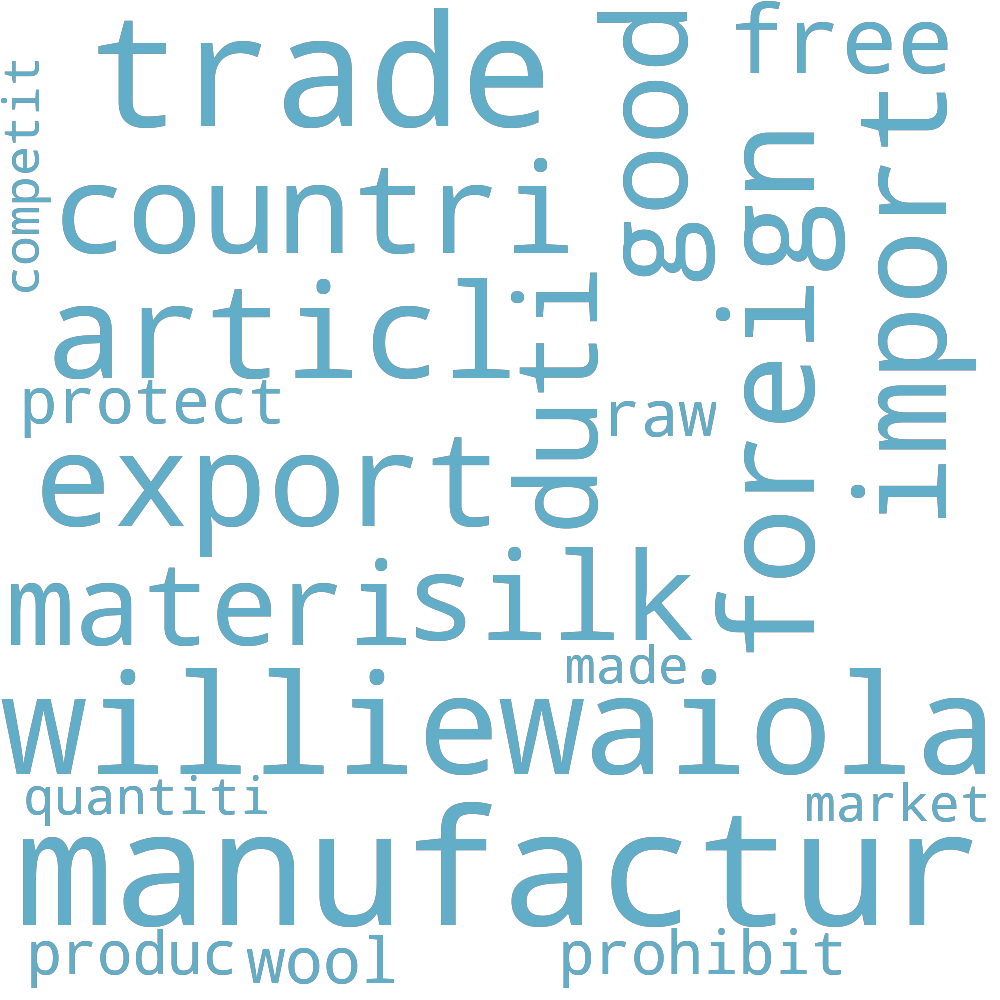 trade
good
free
competit
countri
foreign
import
articl
duti
protect
raw
export
materi
silk
made
williewaiola
quantiti
market
manufactur
produc
wool
prohibit